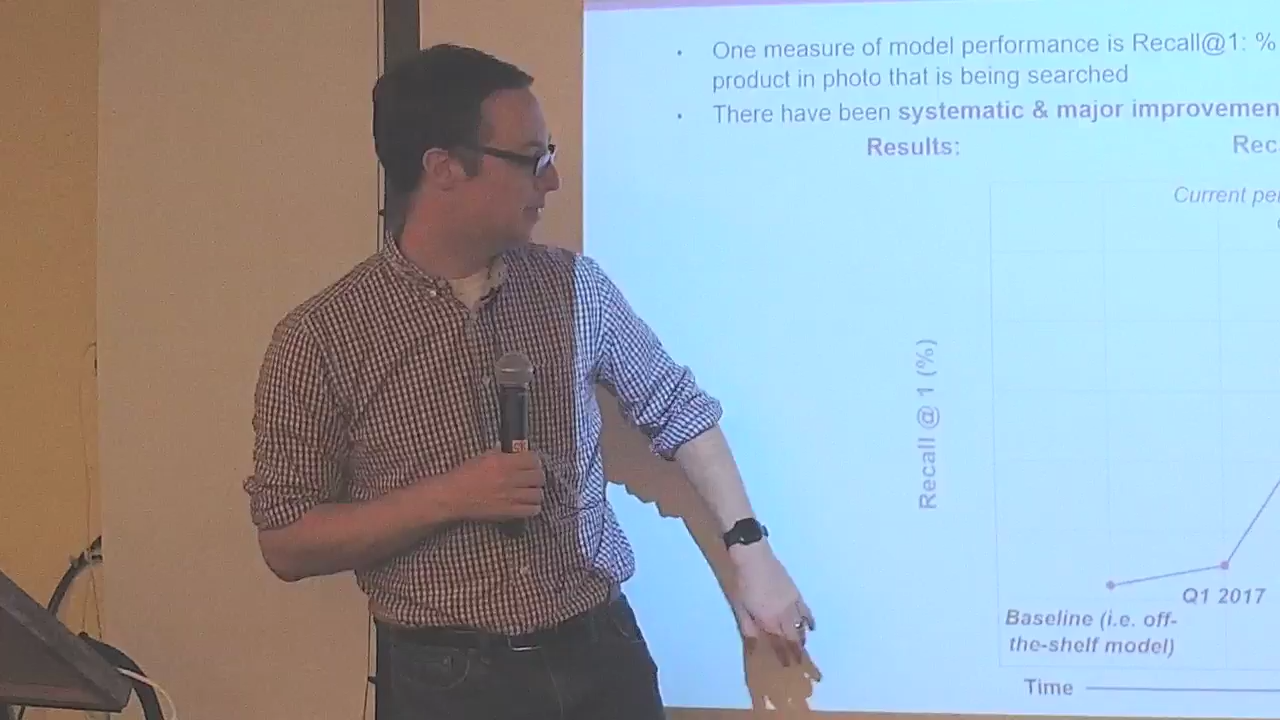 One measure of model performance is Recall@1: %
product in photo that is being searched
There have been systematic & major improvemen
Results:
Rec
Current pe
Recall @ 1 (%)
Q1 2017
Baseline (i.e. off-
the-shelf model)
Time